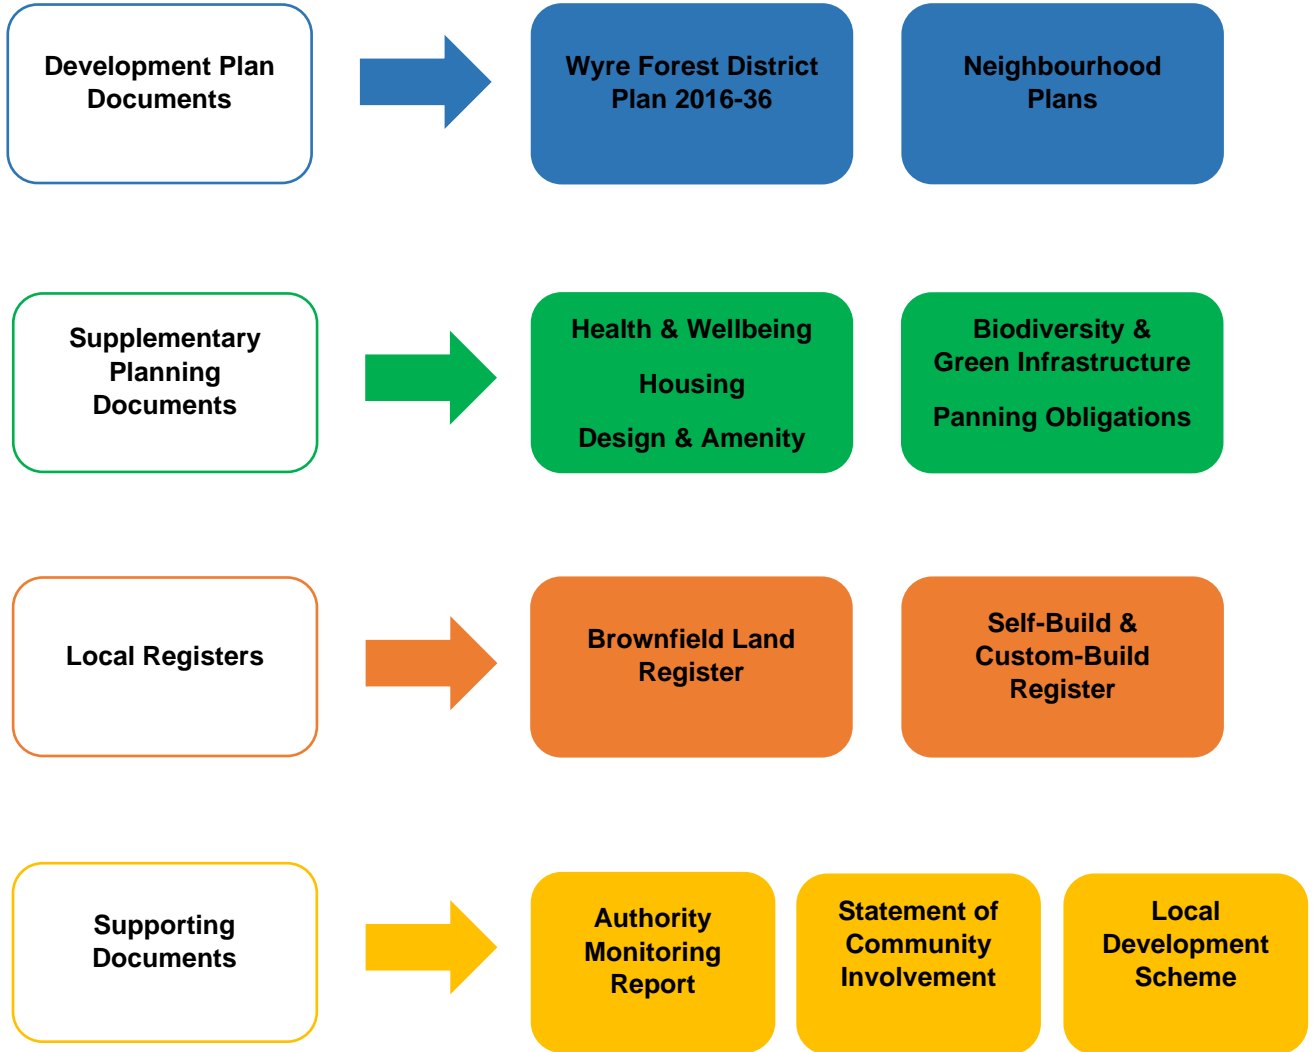 Development Plan
Documents
Wyre Forest District
Plan 2016-36
Neighbourhood
Plans
Supplementary
Planning
Documents
Health & Wellbeing
Housing
Design & Amenity
Biodiversity &
Green Infrastructure
Panning Obligations
Local Registers
Brownfield Land
Register
Self-Build &
Custom-Build
Register
Supporting
Documents
Authority
Monitoring
Report
Statement of
Community
Involvement
Local
Development
Scheme